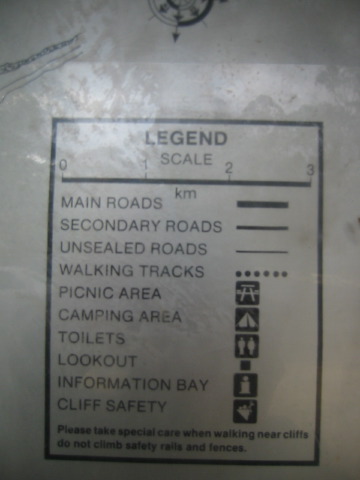 LEGEND
SCALE
0 1 2 3
km
MAIN ROADS
SECONDARY ROADS
UNSEALED ROADS
WALKING TRACKS
PICNIC AREA
CAMPING AREA
TOILETS
LOOKOUT
INFORMATION BAY
CLIFF SAFETY
Please take special care when walking near cliffs
do not climb safety rails and fences.